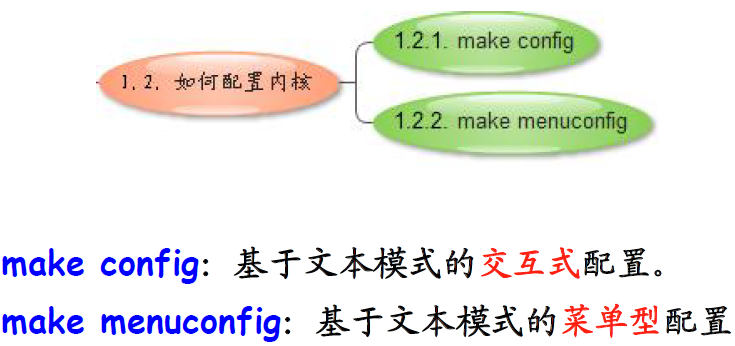 1.2.1. make config
1.2. 如何配置内核
1.2.2. make menuconfig
make config: 基于文本模式的交互式配置。
make menuconfig: 基于文本模式的菜单型配置